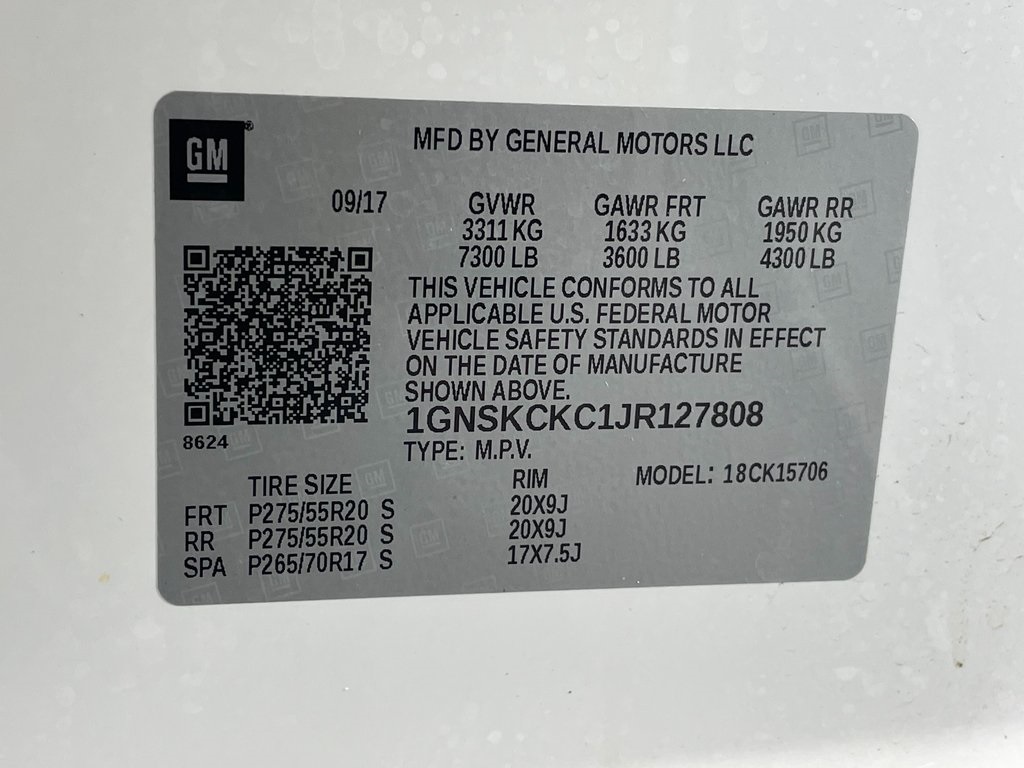 GM®
MFD BY GENERAL MOTORS LLC
09/17 GVWR GAWR FRT GAWR RR
3311 KG 1633 KG 1950 KG
7300 LB 3600 LB 4300 LB
THIS VEHICLE CONFORMS TO ALL
APPLICABLE U.S. FEDERAL MOTOR
VEHICLE SAFETY STANDARDS IN EFFECT
ON THE DATE OF MANUFACTURE
SHOWN ABOVE.
1GNSKCKC1JR127808
8624
TYPE: M.P.V.
MODEL: 18CK15706
TIRE SIZE RIM
FRT P275/55R20 S 20X9J
RR P275/55R20 S 20X9J
SPA P265/70R17 S 17X7.5J